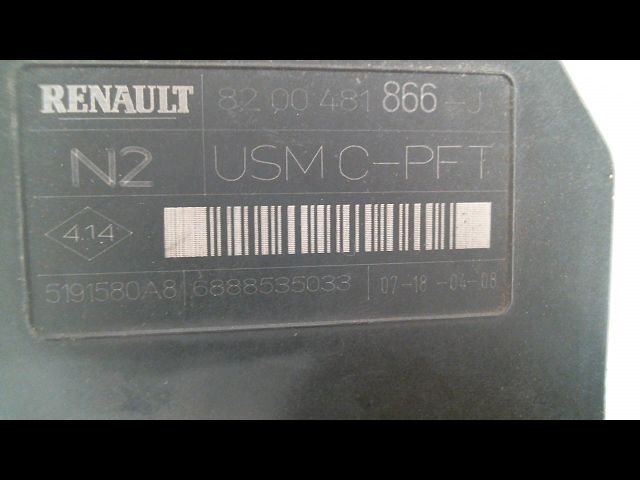 RENAULT 82 00 481 866 -J
N2 USM C-PFT
4.14
5191580A8 6888535033 07-18 -04-08